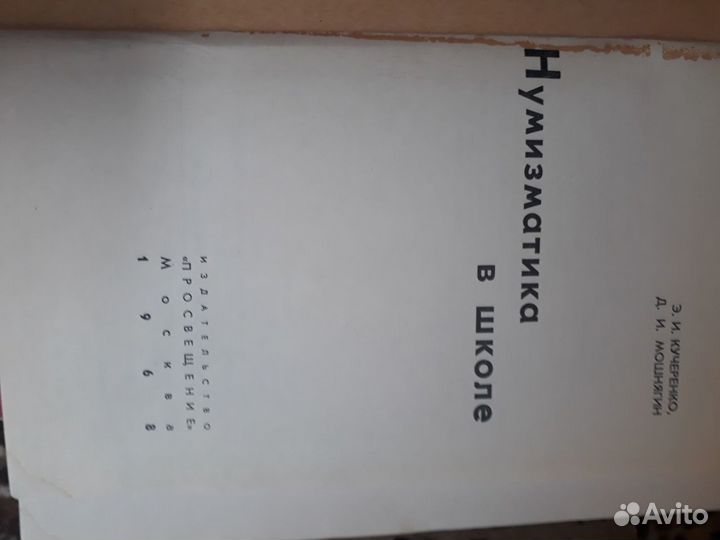 Э. И. КУЧЕРЕНКО,
Д. И. МОШНЯГИН
Нумизматика
в школе
ИЗДАТЕЛЬСТВО
«ПРОСВЕЩЕНИЕ»
Москва
1968
Avito